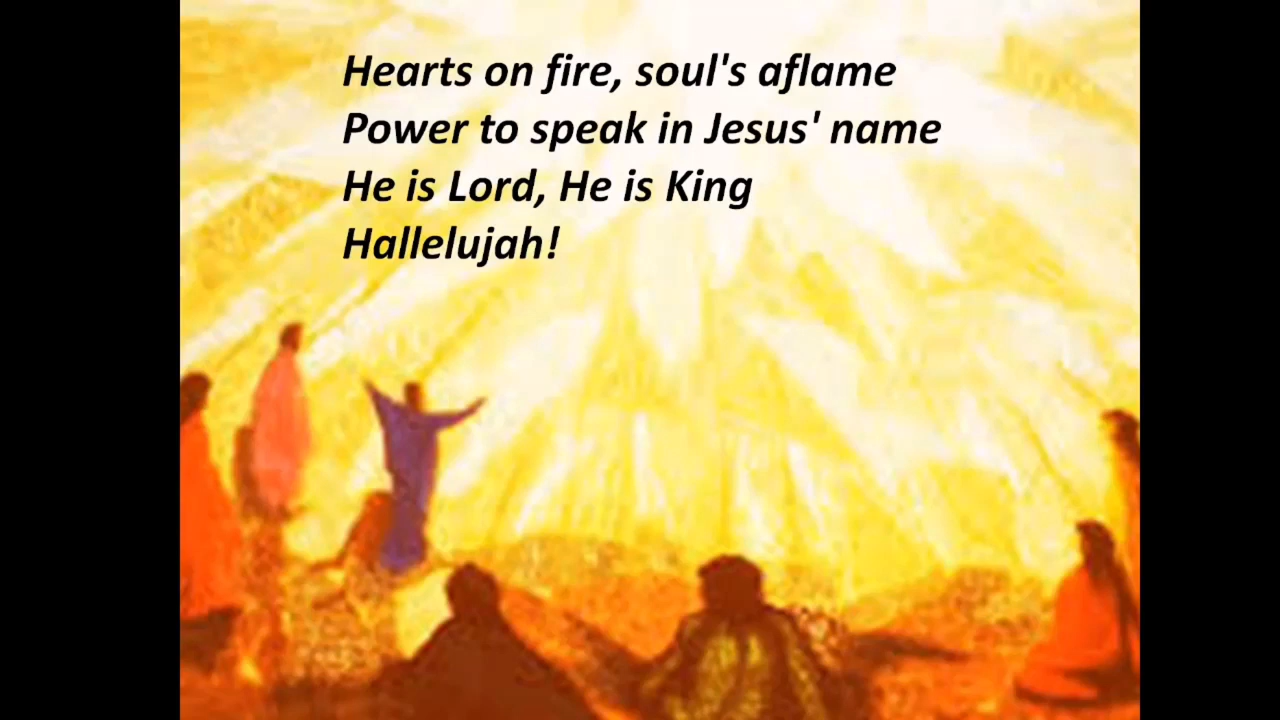 Hearts on fire, soul's aflame
Power to speak in Jesus' name
He is Lord, He is King
Hallelujah!